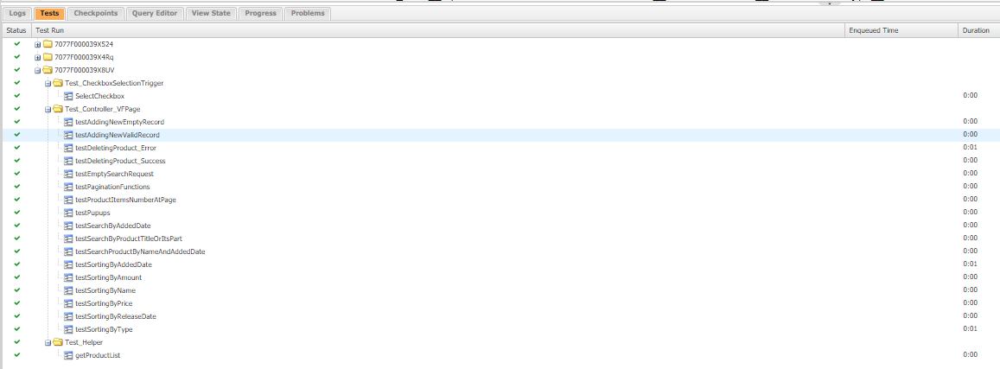 Logs Tests Checkpoints Query Editor View State Progress Problems
Status Test Run Enqueued Time Duration
7077F000039X524
7077F000039X4Rq
7077F000039X8UV
Test_CheckboxSelectionTrigger
SelectCheckbox 0:00
Test_Controller_VFPage
testAddingNewEmptyRecord 0:00
testAddingNewValidRecord 0:00
testDeletingProduct_Error 0:01
testDeletingProduct_Success 0:00
testEmptySearchRequest 0:00
testPaginationFunctions 0:00
testProductItemsNumberAtPage 0:00
testPupups 0:00
testSearchByAddedDate 0:00
testSearchByProductTitleOrItsPart 0:00
testSearchProductByNameAndAddedDate 0:00
testSortingByAddedDate 0:01
testSortingByAmount 0:00
testSortingByName 0:00
testSortingByPrice 0:00
testSortingByReleaseDate 0:00
testSortingByType 0:01
Test_Helper
getProductList 0:00